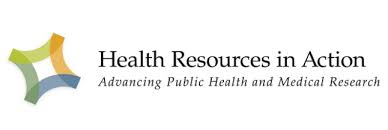 Health Resources in Action
Advancing Public Health and Medical Research